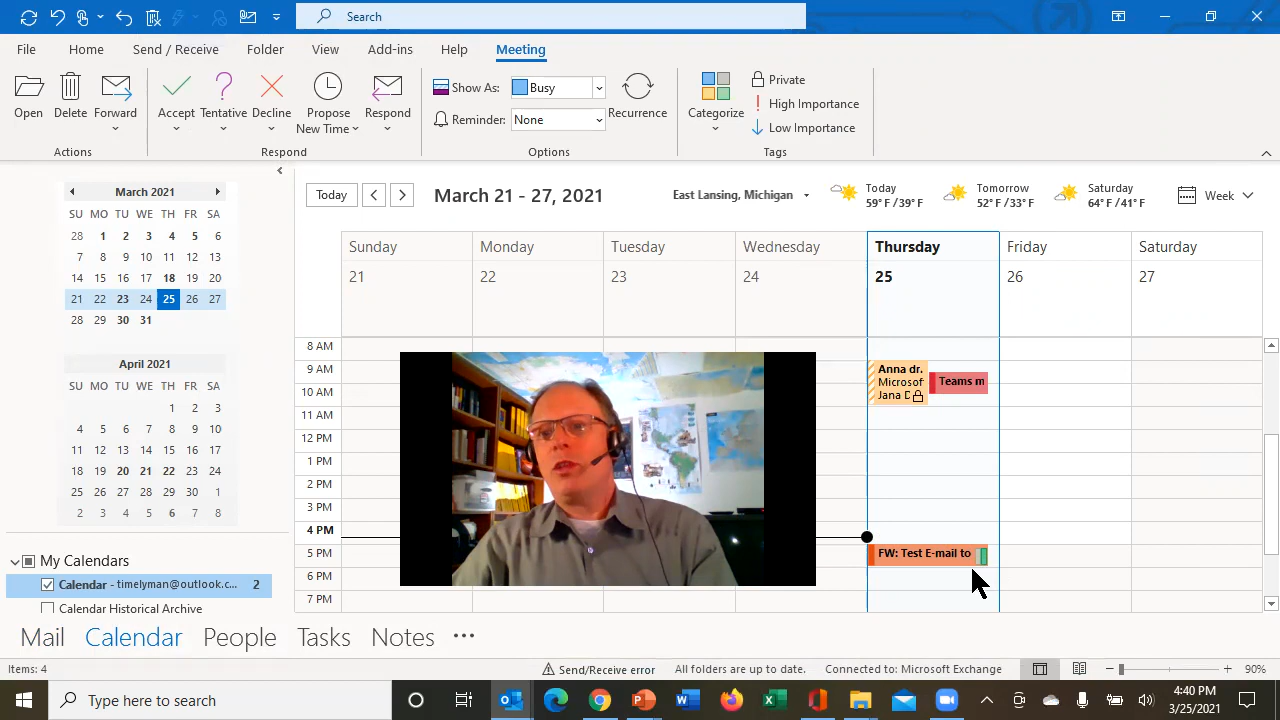 Search
File Home Send / Receive Folder View Add-ins Help Meeting
Open Delete Forward Accept Tentative Decline Propose New Time Respond
Show As: Busy
Reminder: None
Recurrence
Categorize
Private
High Importance
Low Importance
Actions Respond Options Tags
March 2021
SU MO TU WE TH FR SA
28 1 2 3 4 5 6
7 8 9 10 11 12 13
14 15 16 17 18 19 20
21 22 23 24 25 26 27
28 29 30 31
April 2021
SU MO TU WE TH FR SA
1 2 3
4 5 6 7 8 9 10
11 12 13 14 15 16 17
18 19 20 21 22 23 24
25 26 27 28 29 30 1
2 3 4 5 6 7 8
My Calendars
Calendar - timelyman@outlook.c... 2
Calendar Historical Archive
Today March 21 - 27, 2021 East Lansing, Michigan
Today
59° F / 39° F
Tomorrow
52° F / 33° F
Saturday
64° F / 41° F
Week
Sunday Monday Tuesday Wednesday Thursday Friday Saturday
21 22 23 24 25 26 27
8 AM
9 AM
10 AM
11 AM
12 PM
1 PM
2 PM
3 PM
4 PM
5 PM
6 PM
7 PM
Anna dr.
Microsof
Jana D
Teams m
FW: Test E-mail to
Mail Calendar People Tasks Notes
Items: 4 Send/Receive error All folders are up to date. Connected to: Microsoft Exchange 90%
Type here to search
4:40 PM
3/25/2021